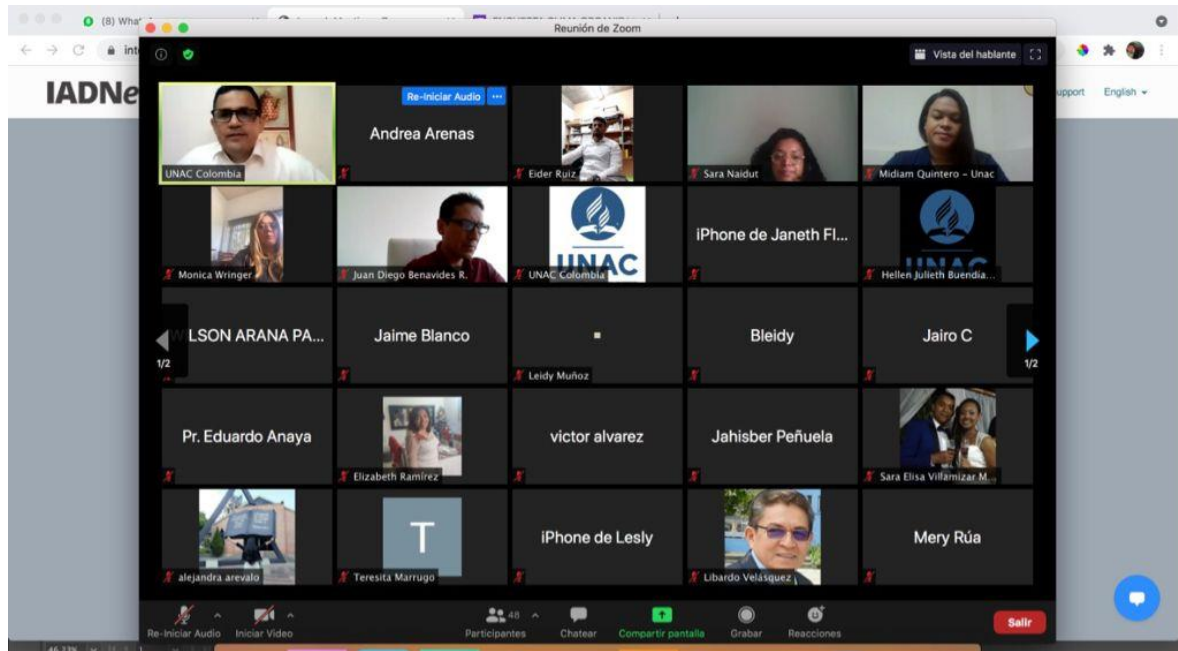 (8) What
Reunión de Zoom
IADNe
Vista del hablante
upport
English
UNAC Colombia
Re-Iniciar Audio
...
Andrea Arenas
Eider Ruiz
Sara Naidut
Midiam Quintero - Unac
Monica Wringer
Juan Diego Benavides R.
UNAC
UNAC Colombia
iPhone de Janeth Fl...
UNAC
Hellen Julieth Buendía...
LSON ARANA PA...
1/2
Jaime Blanco
Leidy Muñoz
Bleidy
Jairo C
1/2
Pr. Eduardo Anaya
Elizabeth Ramírez
victor alvarez
Jahisber Peñuela
Sara Elisa Villamizar M...
alejandra arevalo
T
Teresita Marrugo
iPhone de Lesly
Libardo Velásquez
Mery Rúa
Re-Iniciar Audio
Iniciar Video
Participantes
48
Chatear
Compartir pantalla
Grabar
Reacciones
Salir